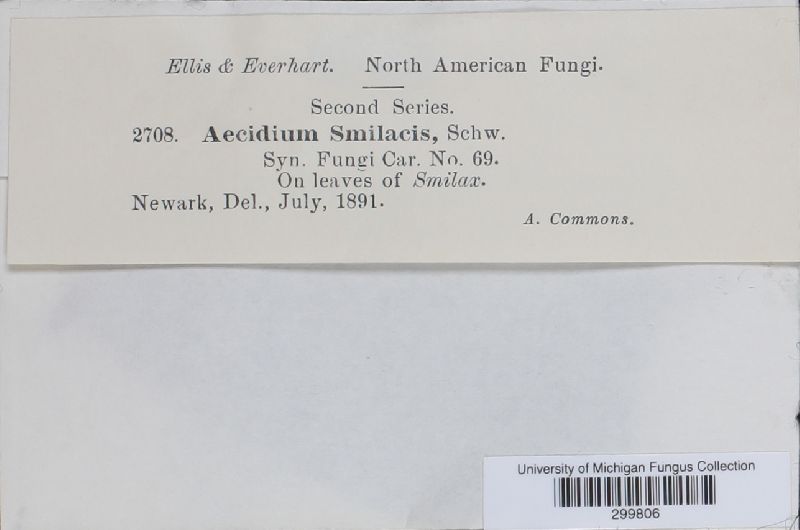 Ellis & Everhart. North American Fungi.
Second Series.
2708. Aecidium Smilacis, Schw.
Syn. Fungi Car. No. 69.
On leaves of Smilax.
Newark, Del., July, 1891.
A. Commons.
University of Michigan Fungus Collection
299806